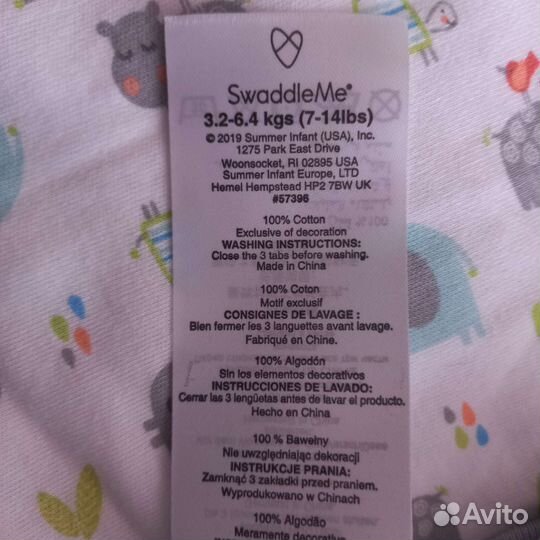 SwaddleMe®
3.2-6.4 kgs (7-14lbs)
© 2019 Summer Infant (USA), Inc.
1275 Park East Drive
Woonsocket, RI 02895 USA
Summer Infant Europe, LTD
Hemel Hempstead HP2 7BW UK
#57396
100% Cotton
Exclusive of decoration
WASHING INSTRUCTIONS:
Close the 3 tabs before washing.
Made in China
100% Coton
Motif exclusif
CONSIGNES DE LAVAGE :
Bien fermer les 3 languettes avant lavage.
Fabriqué en Chine.
100% Algodón
Sin los elementos decorativos
INSTRUCCIONES DE LAVADO:
Cerrar las 3 lengüetas antes de lavar el producto.
Hecho en China
100 % Bawełny
Nie uwzględniając dekoracji
INSTRUKCJE PRANIA:
Zamknąć 3 zakładki przed praniem.
Wyprodukowano w Chinach
100% Algodão
Meramente decorativo
Avito